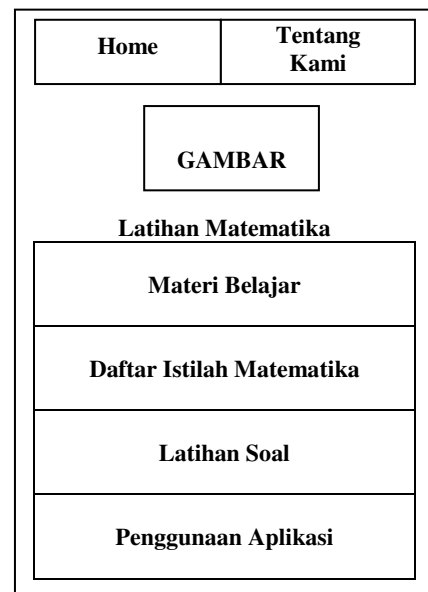 Home
Tentang
Kami
GAMBAR
Latihan Matematika
Materi Belajar
Daftar Istilah Matematika
Latihan Soal
Penggunaan Aplikasi